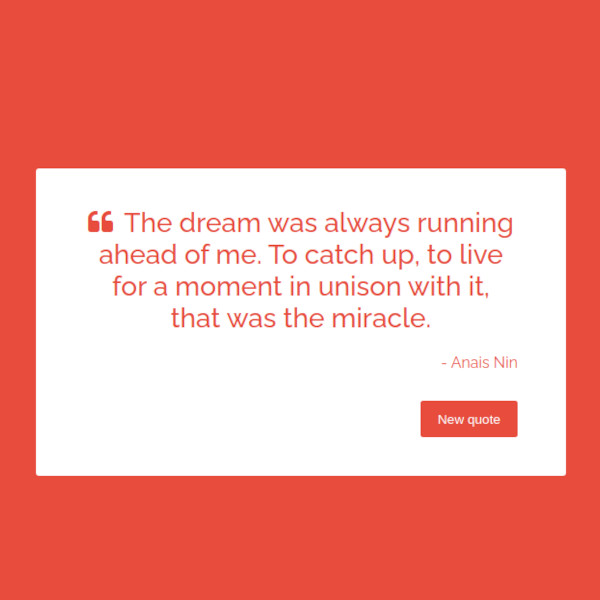 “ The dream was always running
ahead of me. To catch up, to live
for a moment in unison with it,
that was the miracle.
- Anais Nin
New quote